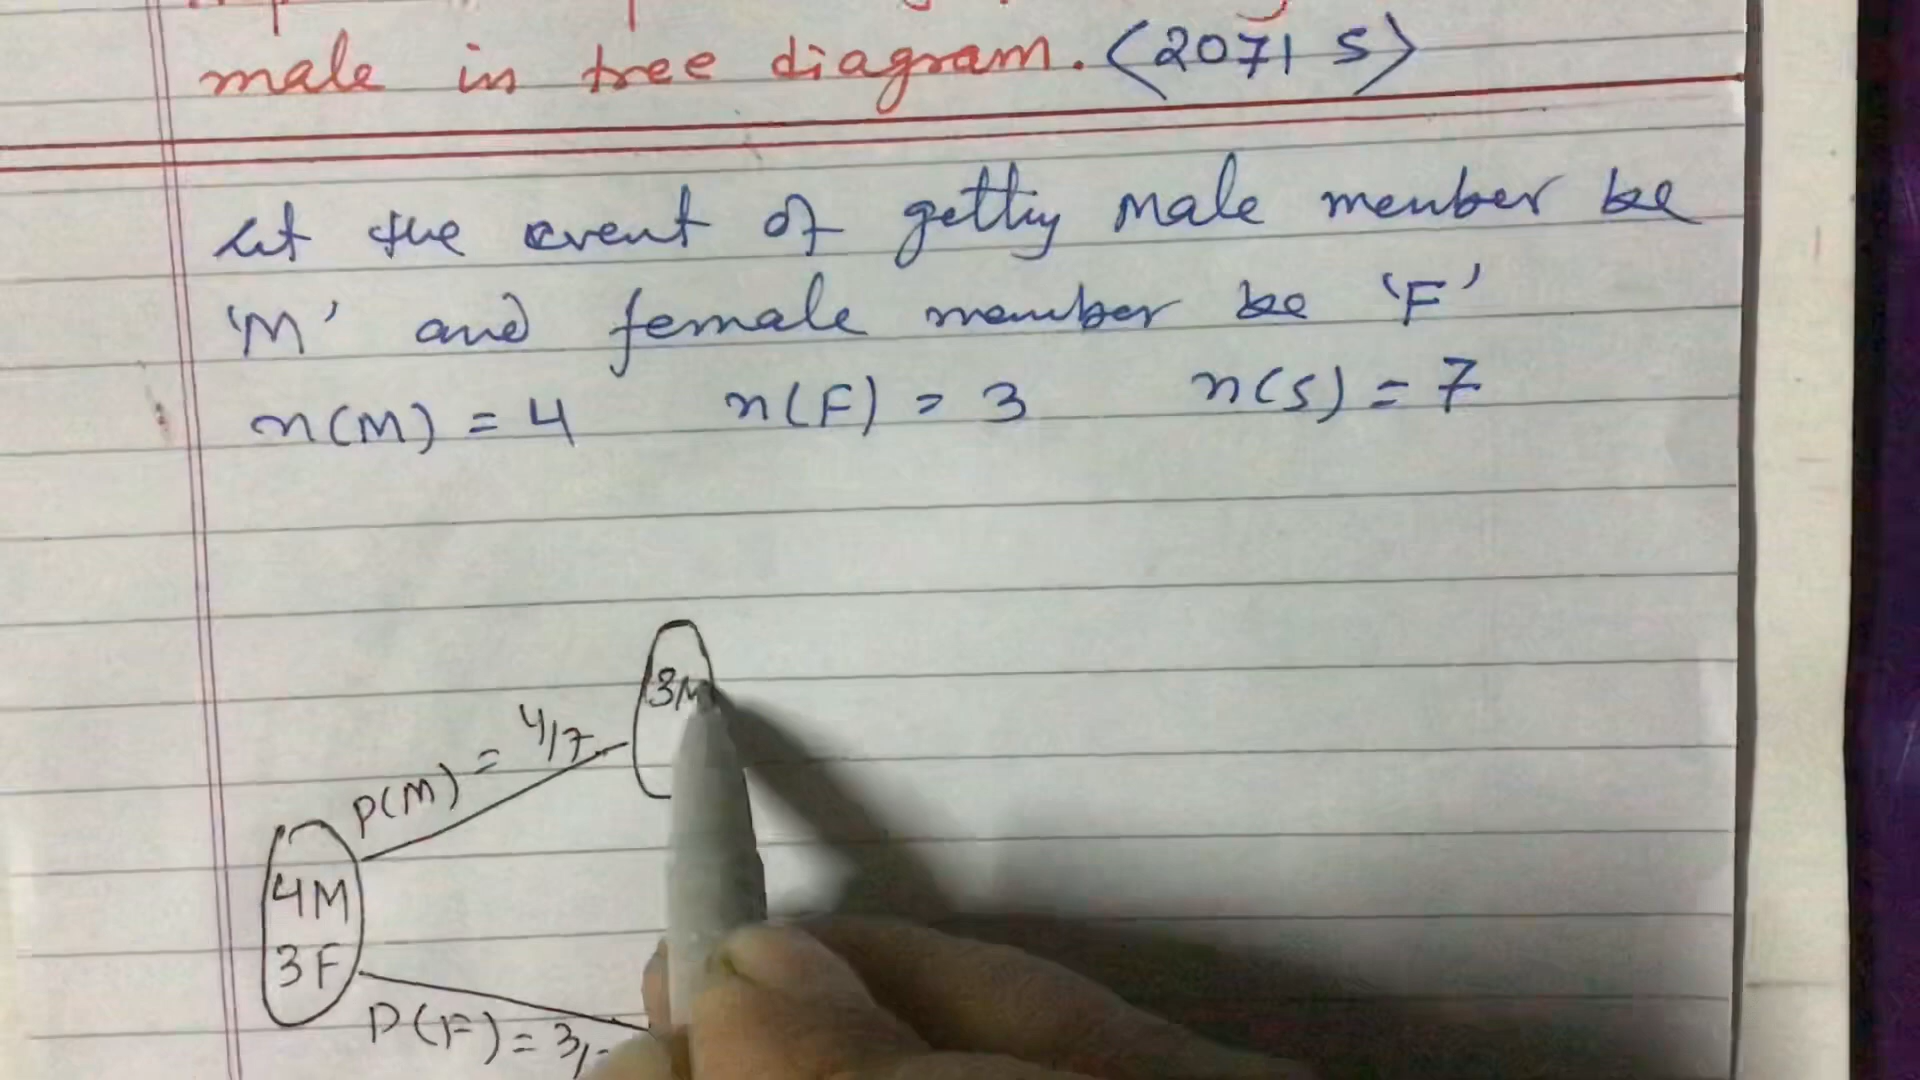 male in tree diagram. <2071 S>
Let the event of getting male member be
'M' and female member be 'F'
n(M) = 4 n(F) = 3 n(S) = 7
3M
P(M) = 4/7
4M
3F
P(F) = 3/